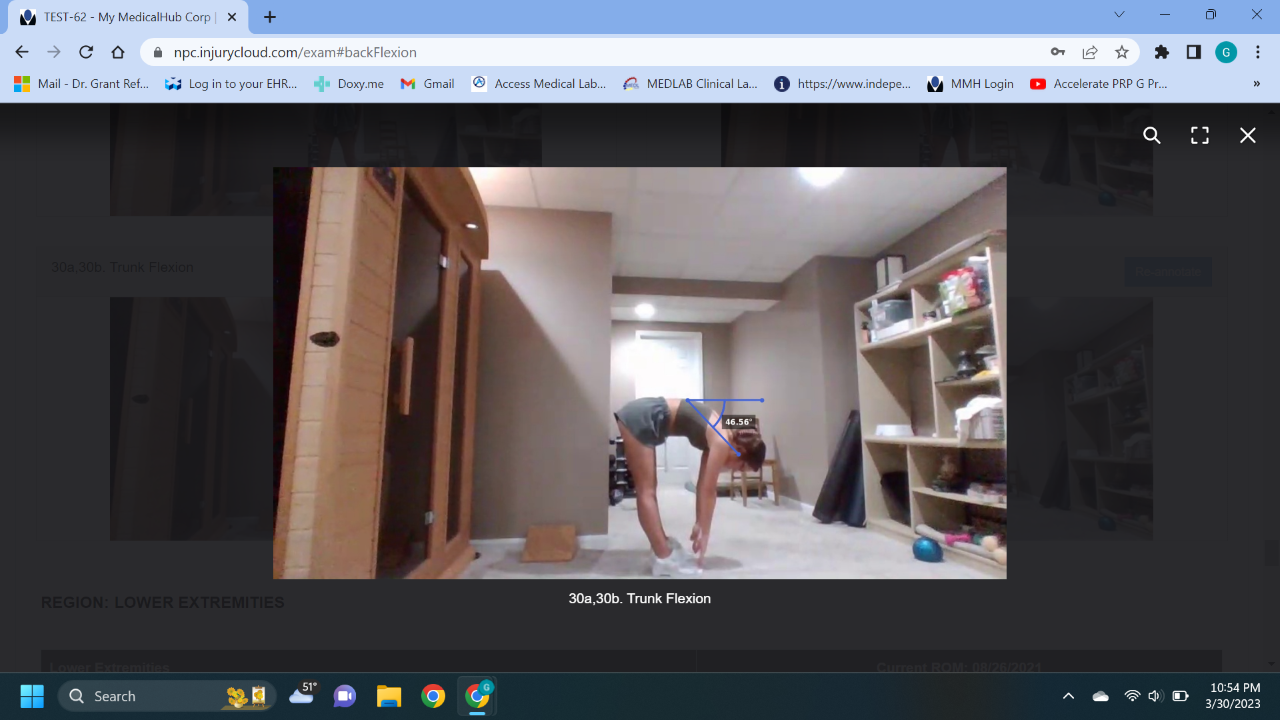 TEST-62 - My MedicalHub Corp |
npc.injurycloud.com/exam#backFlexion
G
Mail - Dr. Grant Ref...
Log in to your EHR...
Doxy.me
Gmail
Access Medical Lab...
MEDLAB Clinical La...
https://www.indepe...
MMH Login
Accelerate PRP G Pr...
»
30a,30b. Trunk Flexion
46.56°
30a,30b. Trunk Flexion
REGION: LOWER EXTREMITIES
Lower Extremities
Current ROM: 08/26/2021
Search
51°
G
10:54 PM
3/30/2023